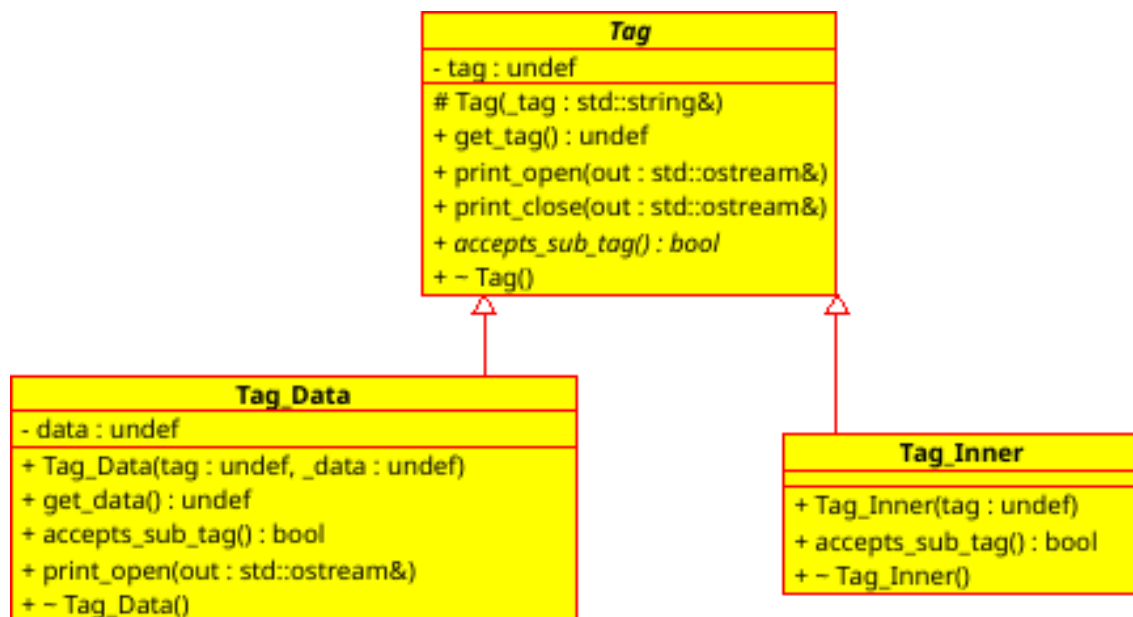 Tag
- tag : undef
# Tag(_tag : std::string&)
+ get_tag() : undef
+ print_open(out : std::ostream&)
+ print_close(out : std::ostream&)
+ accepts_sub_tag() : bool
+ ~ Tag()
Tag_Data
- data : undef
+ Tag_Data(tag : undef, _data : undef)
+ get_data() : undef
+ accepts_sub_tag() : bool
+ print_open(out : std::ostream&)
+ ~ Tag_Data()
Tag_Inner
+ Tag_Inner(tag : undef)
+ accepts_sub_tag() : bool
+ ~ Tag_Inner()